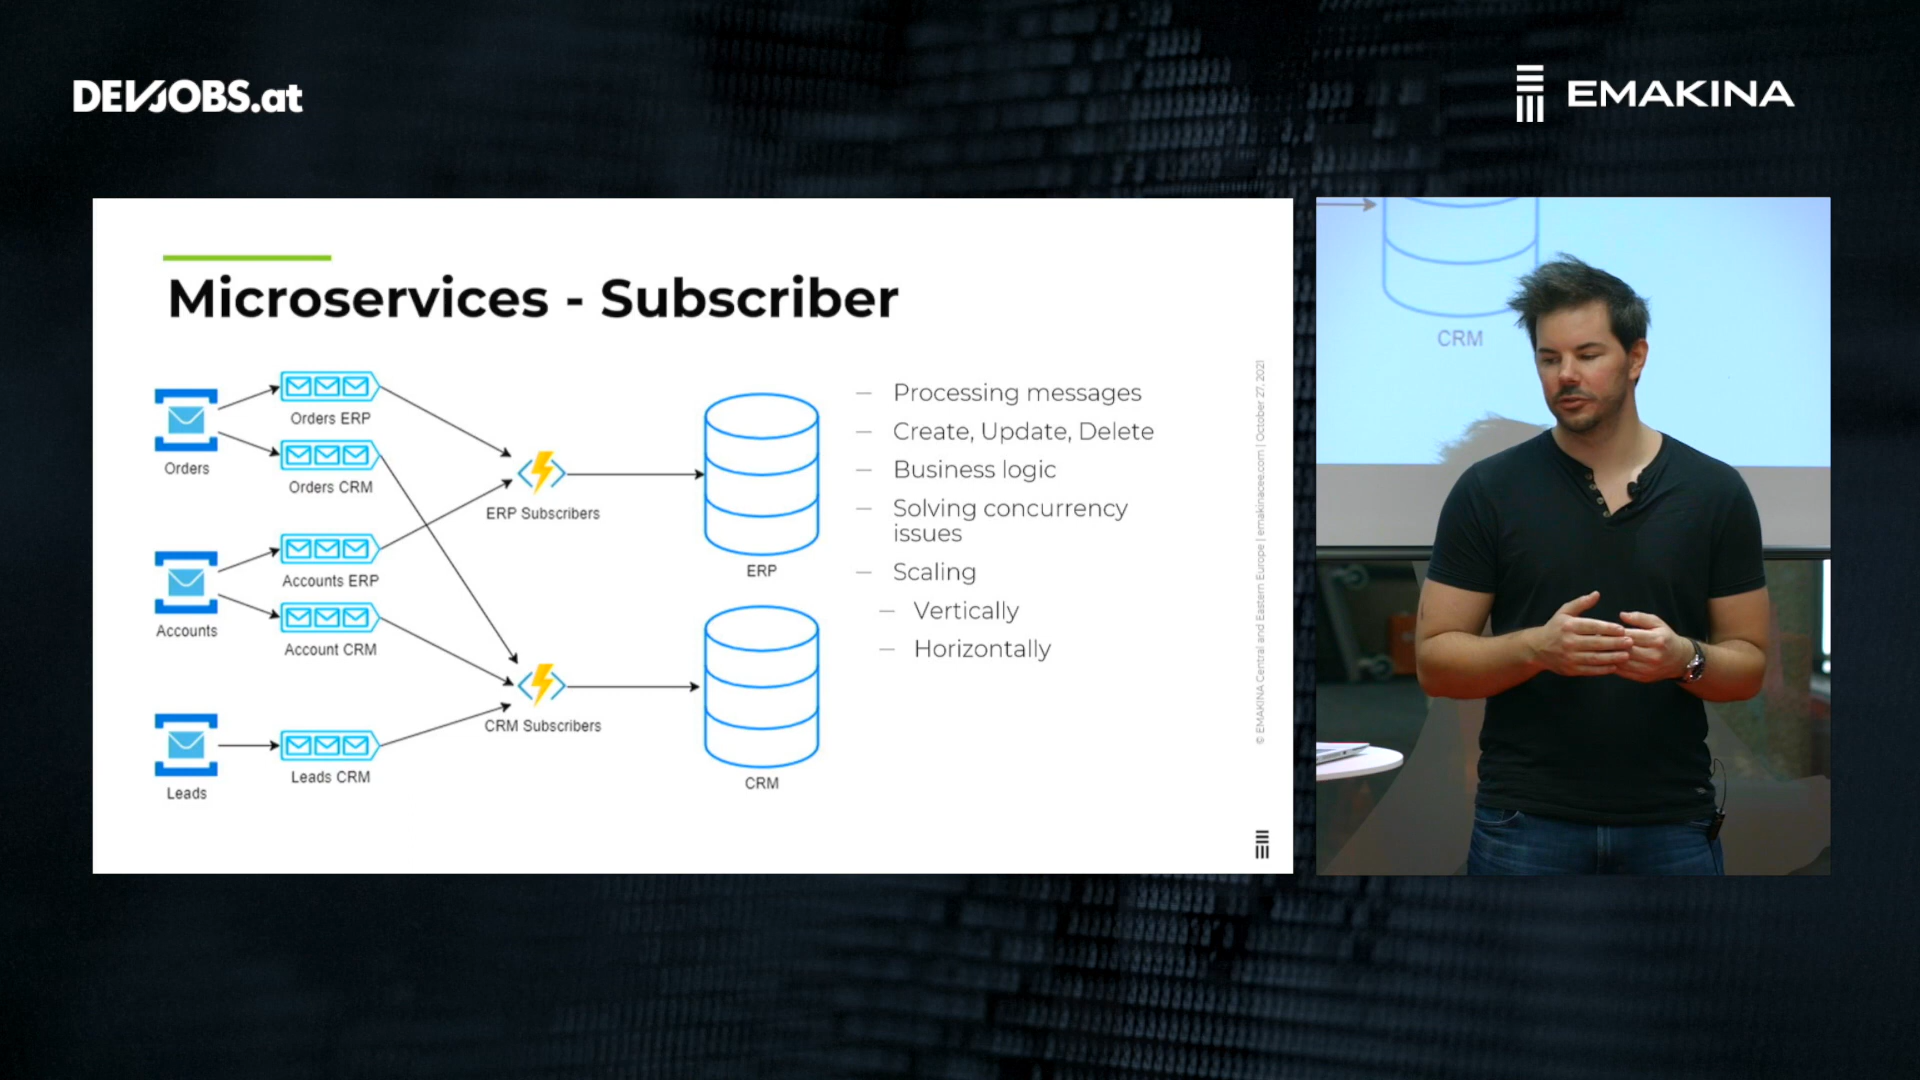 DEVJOBS.at
EMAKINA
Microservices - Subscriber
Orders
Orders ERP
Orders CRM
Accounts
Accounts ERP
Account CRM
Leads
Leads CRM
ERP Subscribers
CRM Subscribers
ERP
CRM
— Processing messages
— Create, Update, Delete
— Business logic
— Solving concurrency
issues
— Scaling
— Vertically
— Horizontally
© EMAKINA Central and Eastern Europe | emakinacee.com | October 27, 2021
CRM